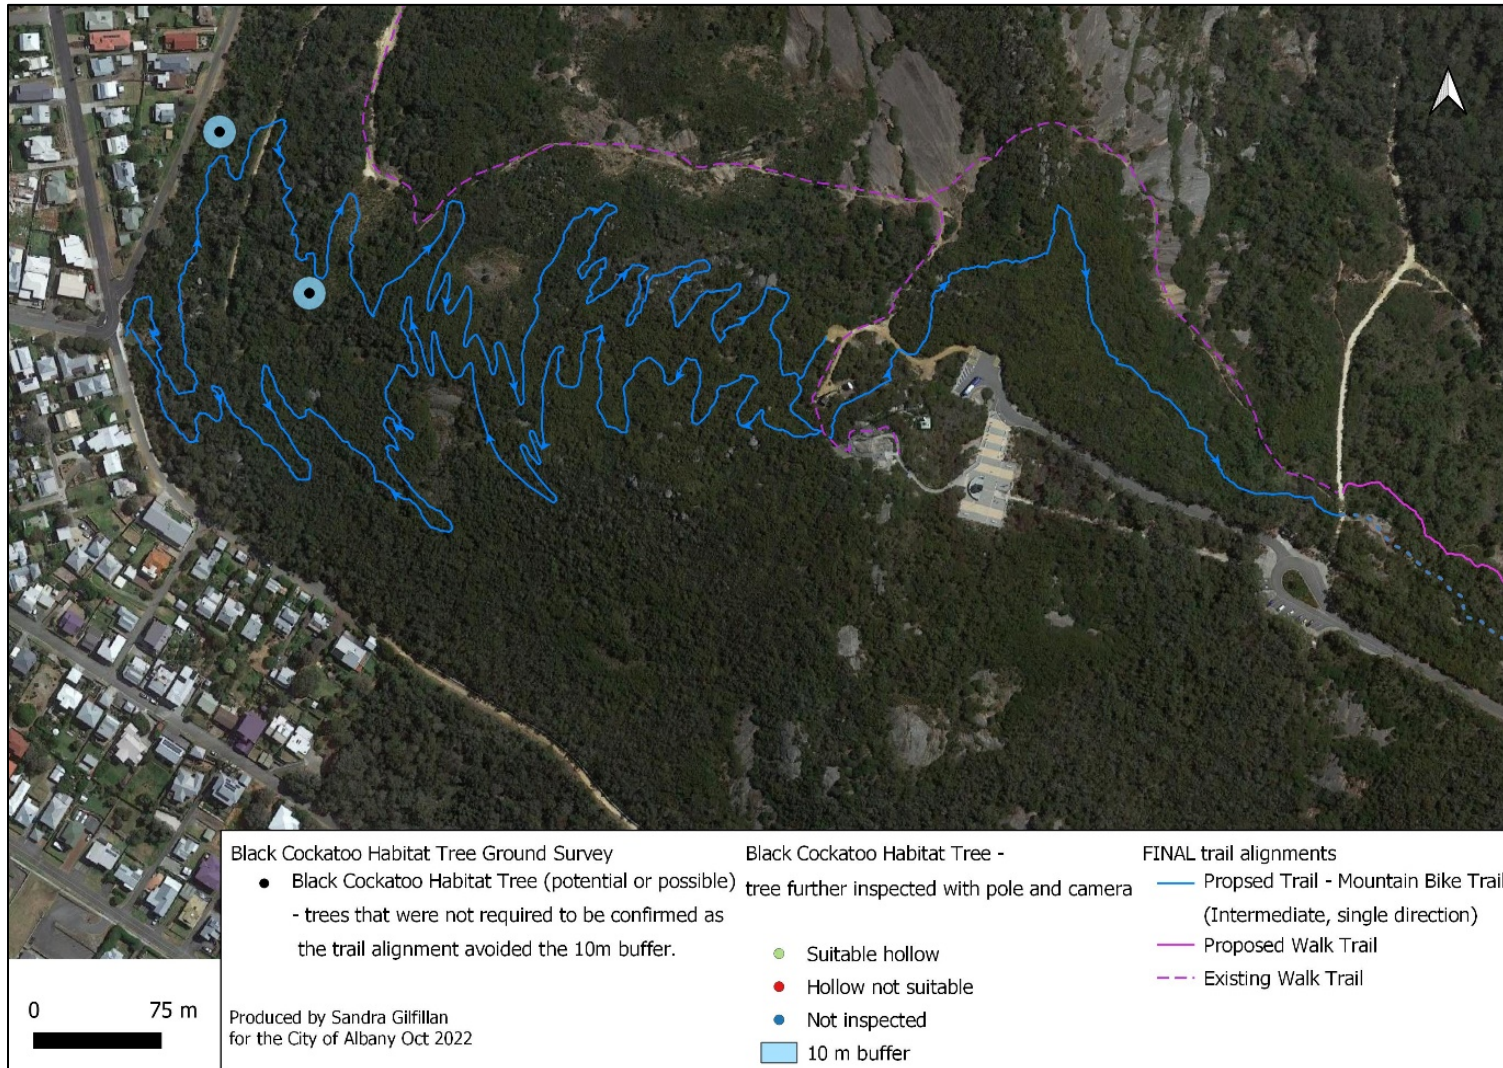 Black Cockatoo Habitat Tree Ground Survey
Black Cockatoo Habitat Tree (potential or possible)
- trees that were not required to be confirmed as
the trail alignment avoided the 10m buffer.
Produced by Sandra Gilfillan
for the City of Albany Oct 2022
Black Cockatoo Habitat Tree -
tree further inspected with pole and camera
Suitable hollow
Hollow not suitable
Not inspected
10 m buffer
FINAL trail alignments
Propsed Trail - Mountain Bike Trail
(Intermediate, single direction)
Proposed Walk Trail
Existing Walk Trail
0 75 m